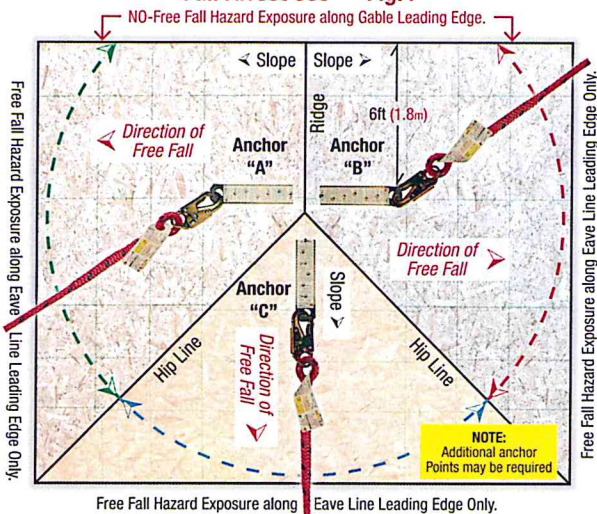 NO-Free Fall Hazard Exposure along Gable Leading Edge.
Slope
Slope
Ridge
6ft (1.8m)
Direction of
Free Fall
Anchor
"A"
Anchor
"B"
Free Fall Hazard Exposure along Eave Line Leading Edge Only.
Free Fall Hazard Exposure along Eave Line Leading Edge Only.
Direction of
Free Fall
Anchor
"C"
Slope
Direction of
Free Fall
Hip Line
Hip Line
NOTE:
Additional anchor
Points may be required
Free Fall Hazard Exposure along Eave Line Leading Edge Only.